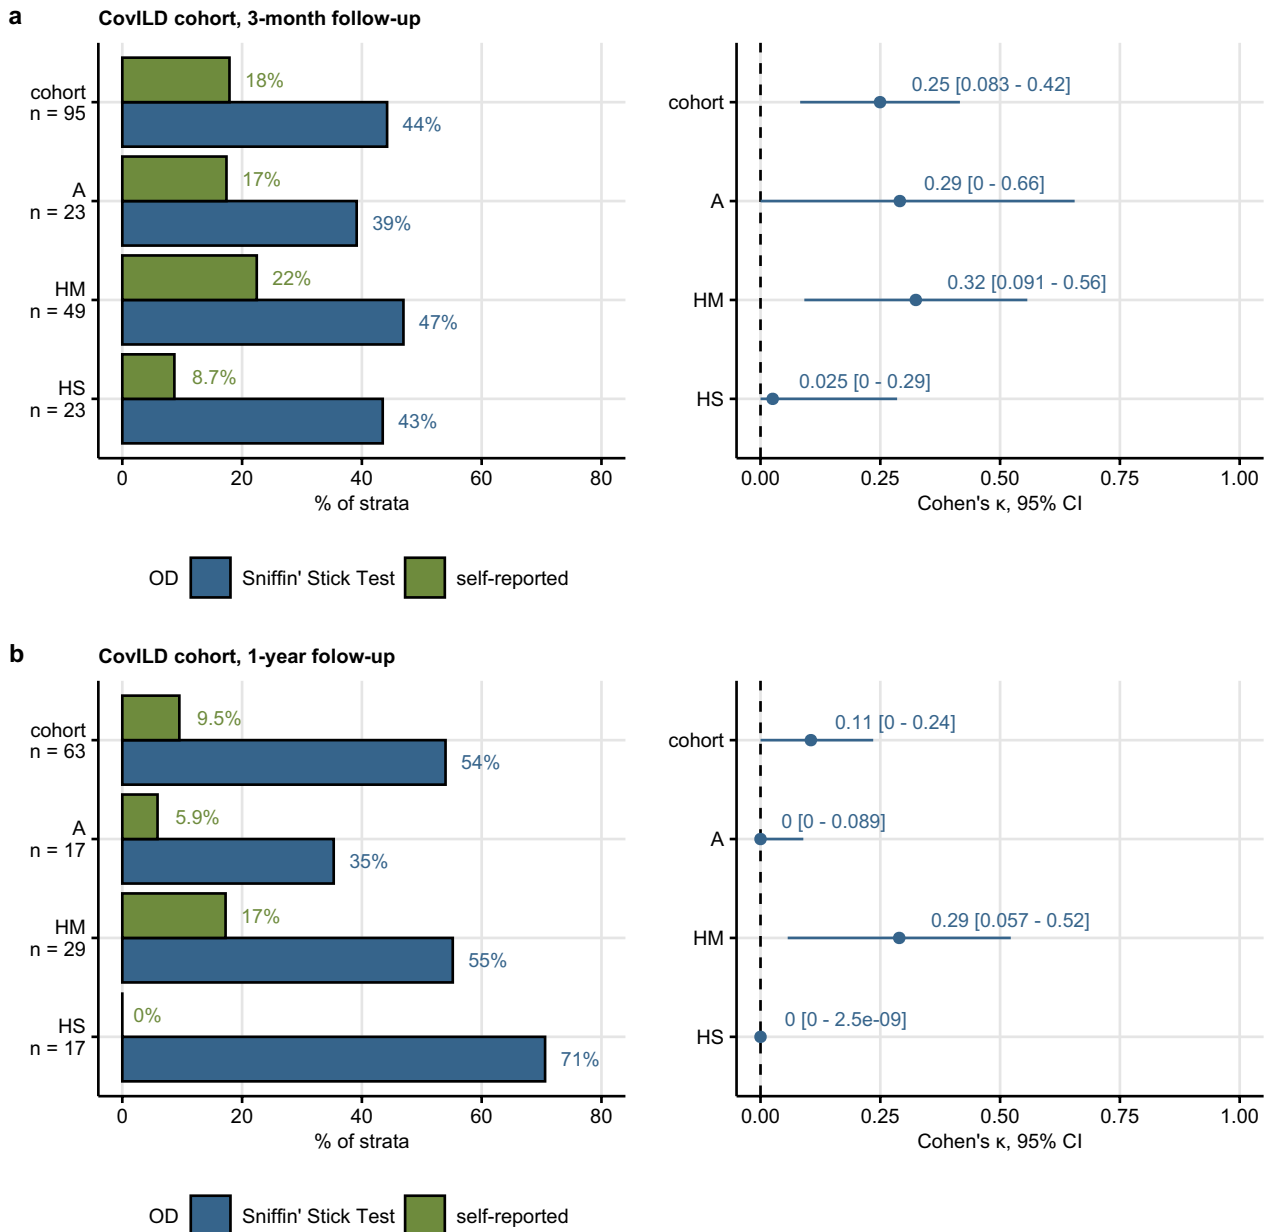 a
CovILD cohort, 3-month follow-up
cohort
n = 95
18%
44%
A
n = 23
17%
39%
HM
n = 49
22%
47%
HS
n = 23
8.7%
43%
0 20 40 60 80
% of strata
cohort
0.25 [0.083 - 0.42]
A
0.29 [0 - 0.66]
HM
0.32 [0.091 - 0.56]
HS
0.025 [0 - 0.29]
0.00 0.25 0.50 0.75 1.00
Cohen's κ, 95% CI
OD Sniffin' Stick Test self-reported
b
CovILD cohort, 1-year folow-up
cohort
n = 63
9.5%
54%
A
n = 17
5.9%
35%
HM
n = 29
17%
55%
HS
n = 17
0%
71%
0 20 40 60 80
% of strata
cohort
0.11 [0 - 0.24]
A
0 [0 - 0.089]
HM
0.29 [0.057 - 0.52]
HS
0 [0 - 2.5e-09]
0.00 0.25 0.50 0.75 1.00
Cohen's κ, 95% CI
OD Sniffin' Stick Test self-reported